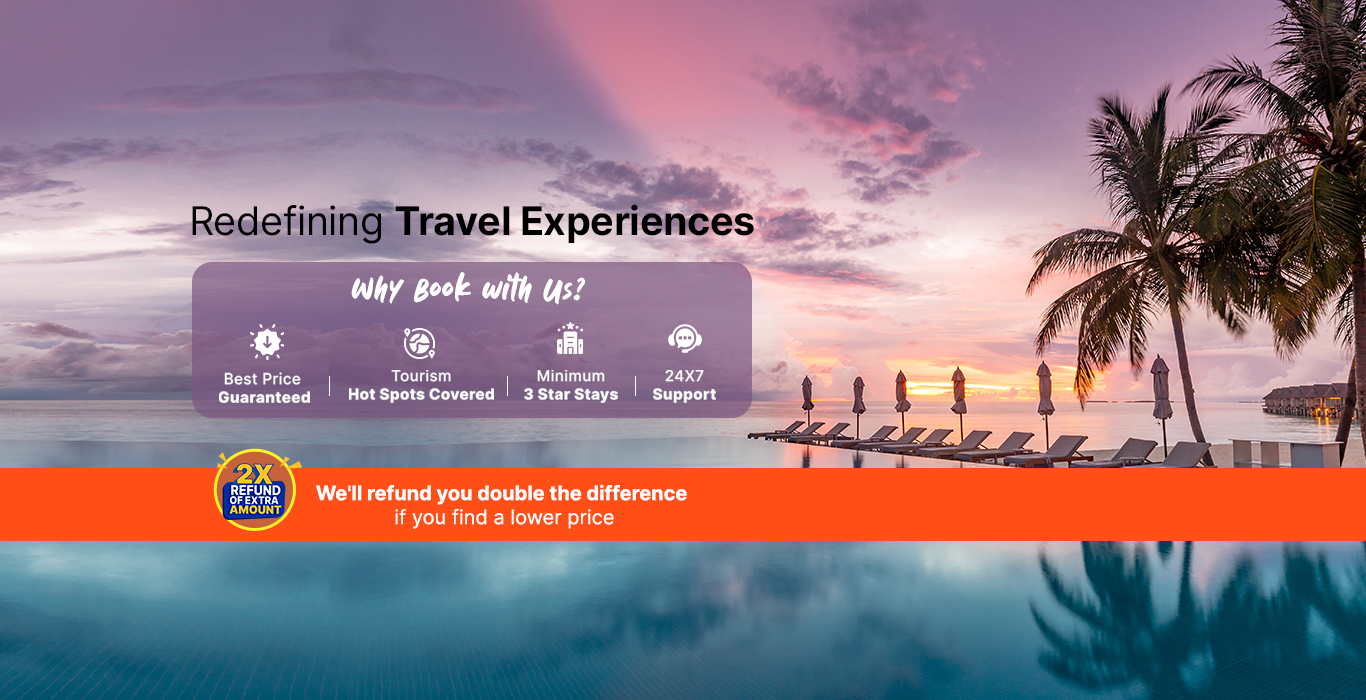 Redefining Travel Experiences
Why Book with Us?
Best Price
Guaranteed
Tourism
Hot Spots Covered
Minimum
3 Star Stays
24X7
Support
2X
REFUND
OF EXTRA
AMOUNT
We'll refund you double the difference
if you find a lower price